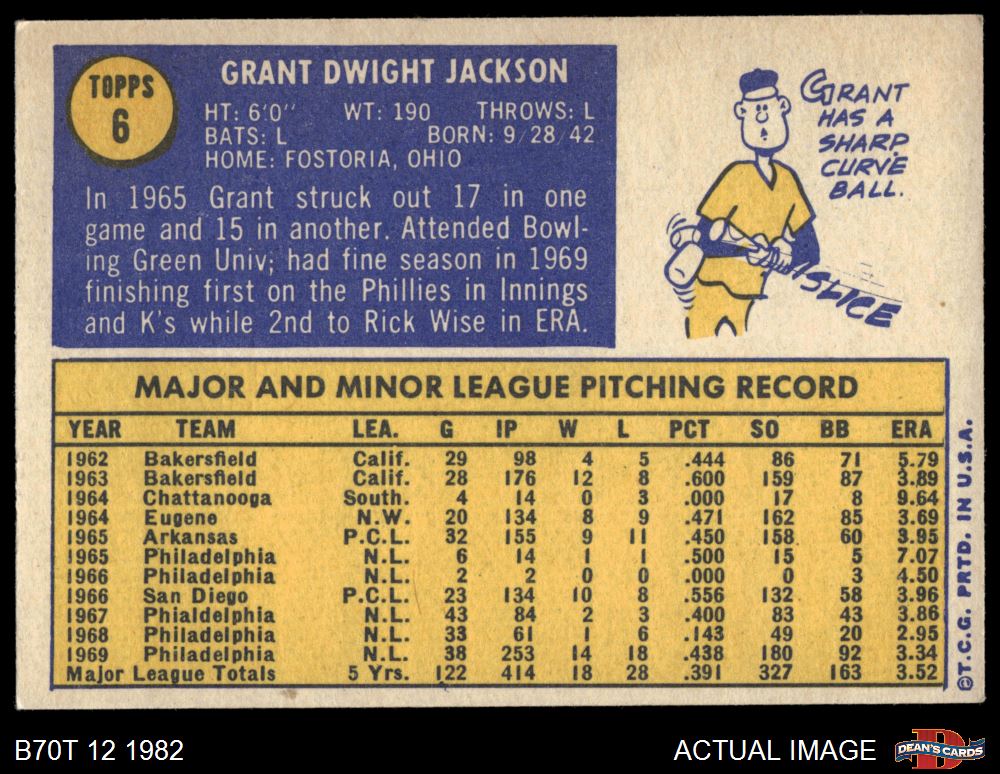 TOPPS
6
GRANT DWIGHT JACKSON
HT: 6'0" WT: 190 THROWS: L
BATS: L BORN: 9/28/42
HOME: FOSTORIA, OHIO
In 1965 Grant struck out 17 in one
game and 15 in another. Attended Bowl-
ing Green Univ; had fine season in 1969
finishing first on the Phillies in Innings
and K's while 2nd to Rick Wise in ERA.
GRANT
HAS A
SHARP
CURVE
BALL.
SLICE
MAJOR AND MINOR LEAGUE PITCHING RECORD
YEAR TEAM LEA. G IP W L PCT SO BB ERA
1962 Bakersfield Calif. 29 98 4 5 .444 86 71 5.79
1963 Bakersfield Calif. 28 176 12 8 .600 159 87 3.89
1964 Chattanooga South. 4 14 0 3 .000 17 8 9.64
1964 Eugene N.W. 20 134 8 9 .471 162 85 3.69
1965 Arkansas P.C.L. 32 155 9 11 .450 158 60 3.95
1965 Philadelphia N.L. 6 14 1 1 .500 15 5 7.07
1966 Philadelphia N.L. 2 2 0 0 .000 0 3 4.50
1966 San Diego P.C.L. 23 134 10 8 .556 132 58 3.96
1967 Phialdelphia N.L. 43 84 2 3 .400 83 43 3.86
1968 Philadelphia N.L. 33 61 1 6 .143 49 20 2.95
1969 Philadelphia N.L. 38 253 14 18 .438 180 92 3.34
Major League Totals 5 Yrs. 122 414 18 28 .391 327 163 3.52
©T.C.G. PRTD. IN U.S.A.
B70T 12 1982
ACTUAL IMAGE
DEAN'S CARDS